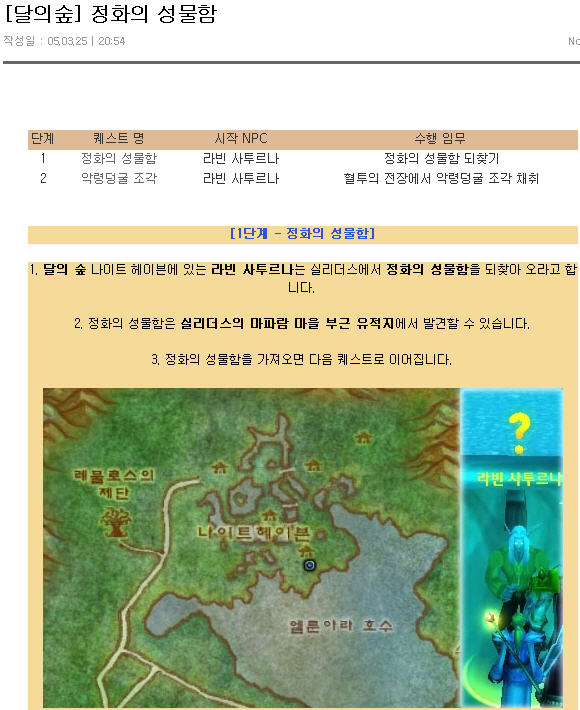 [달의숲] 정화의 성물함
작성일 : 05.03.25 | 20:54
No
단계 퀘스트 명 시작 NPC 수행 임무
1 정화의 성물함 라빈 사투르나 정화의 성물함 되찾기
2 악령덩굴 조각 라빈 사투르나 혈투의 전장에서 악령덩굴 조각 채취
[1단계 - 정화의 성물함]
1. 달의 숲 나이트 헤이븐에 있는 라빈 사투르나는 실리더스에서 정화의 성물함을 되찾아 오라고 합
니다.
2. 정화의 성물함은 실리더스의 마파람 마을 부근 유적지에서 발견할 수 있습니다.
3. 정화의 성물함을 가져오면 다음 퀘스트로 이어집니다.
?
라빈 사투르나
레물로스의
제단
나이트헤이븐
엘룬아라 호수